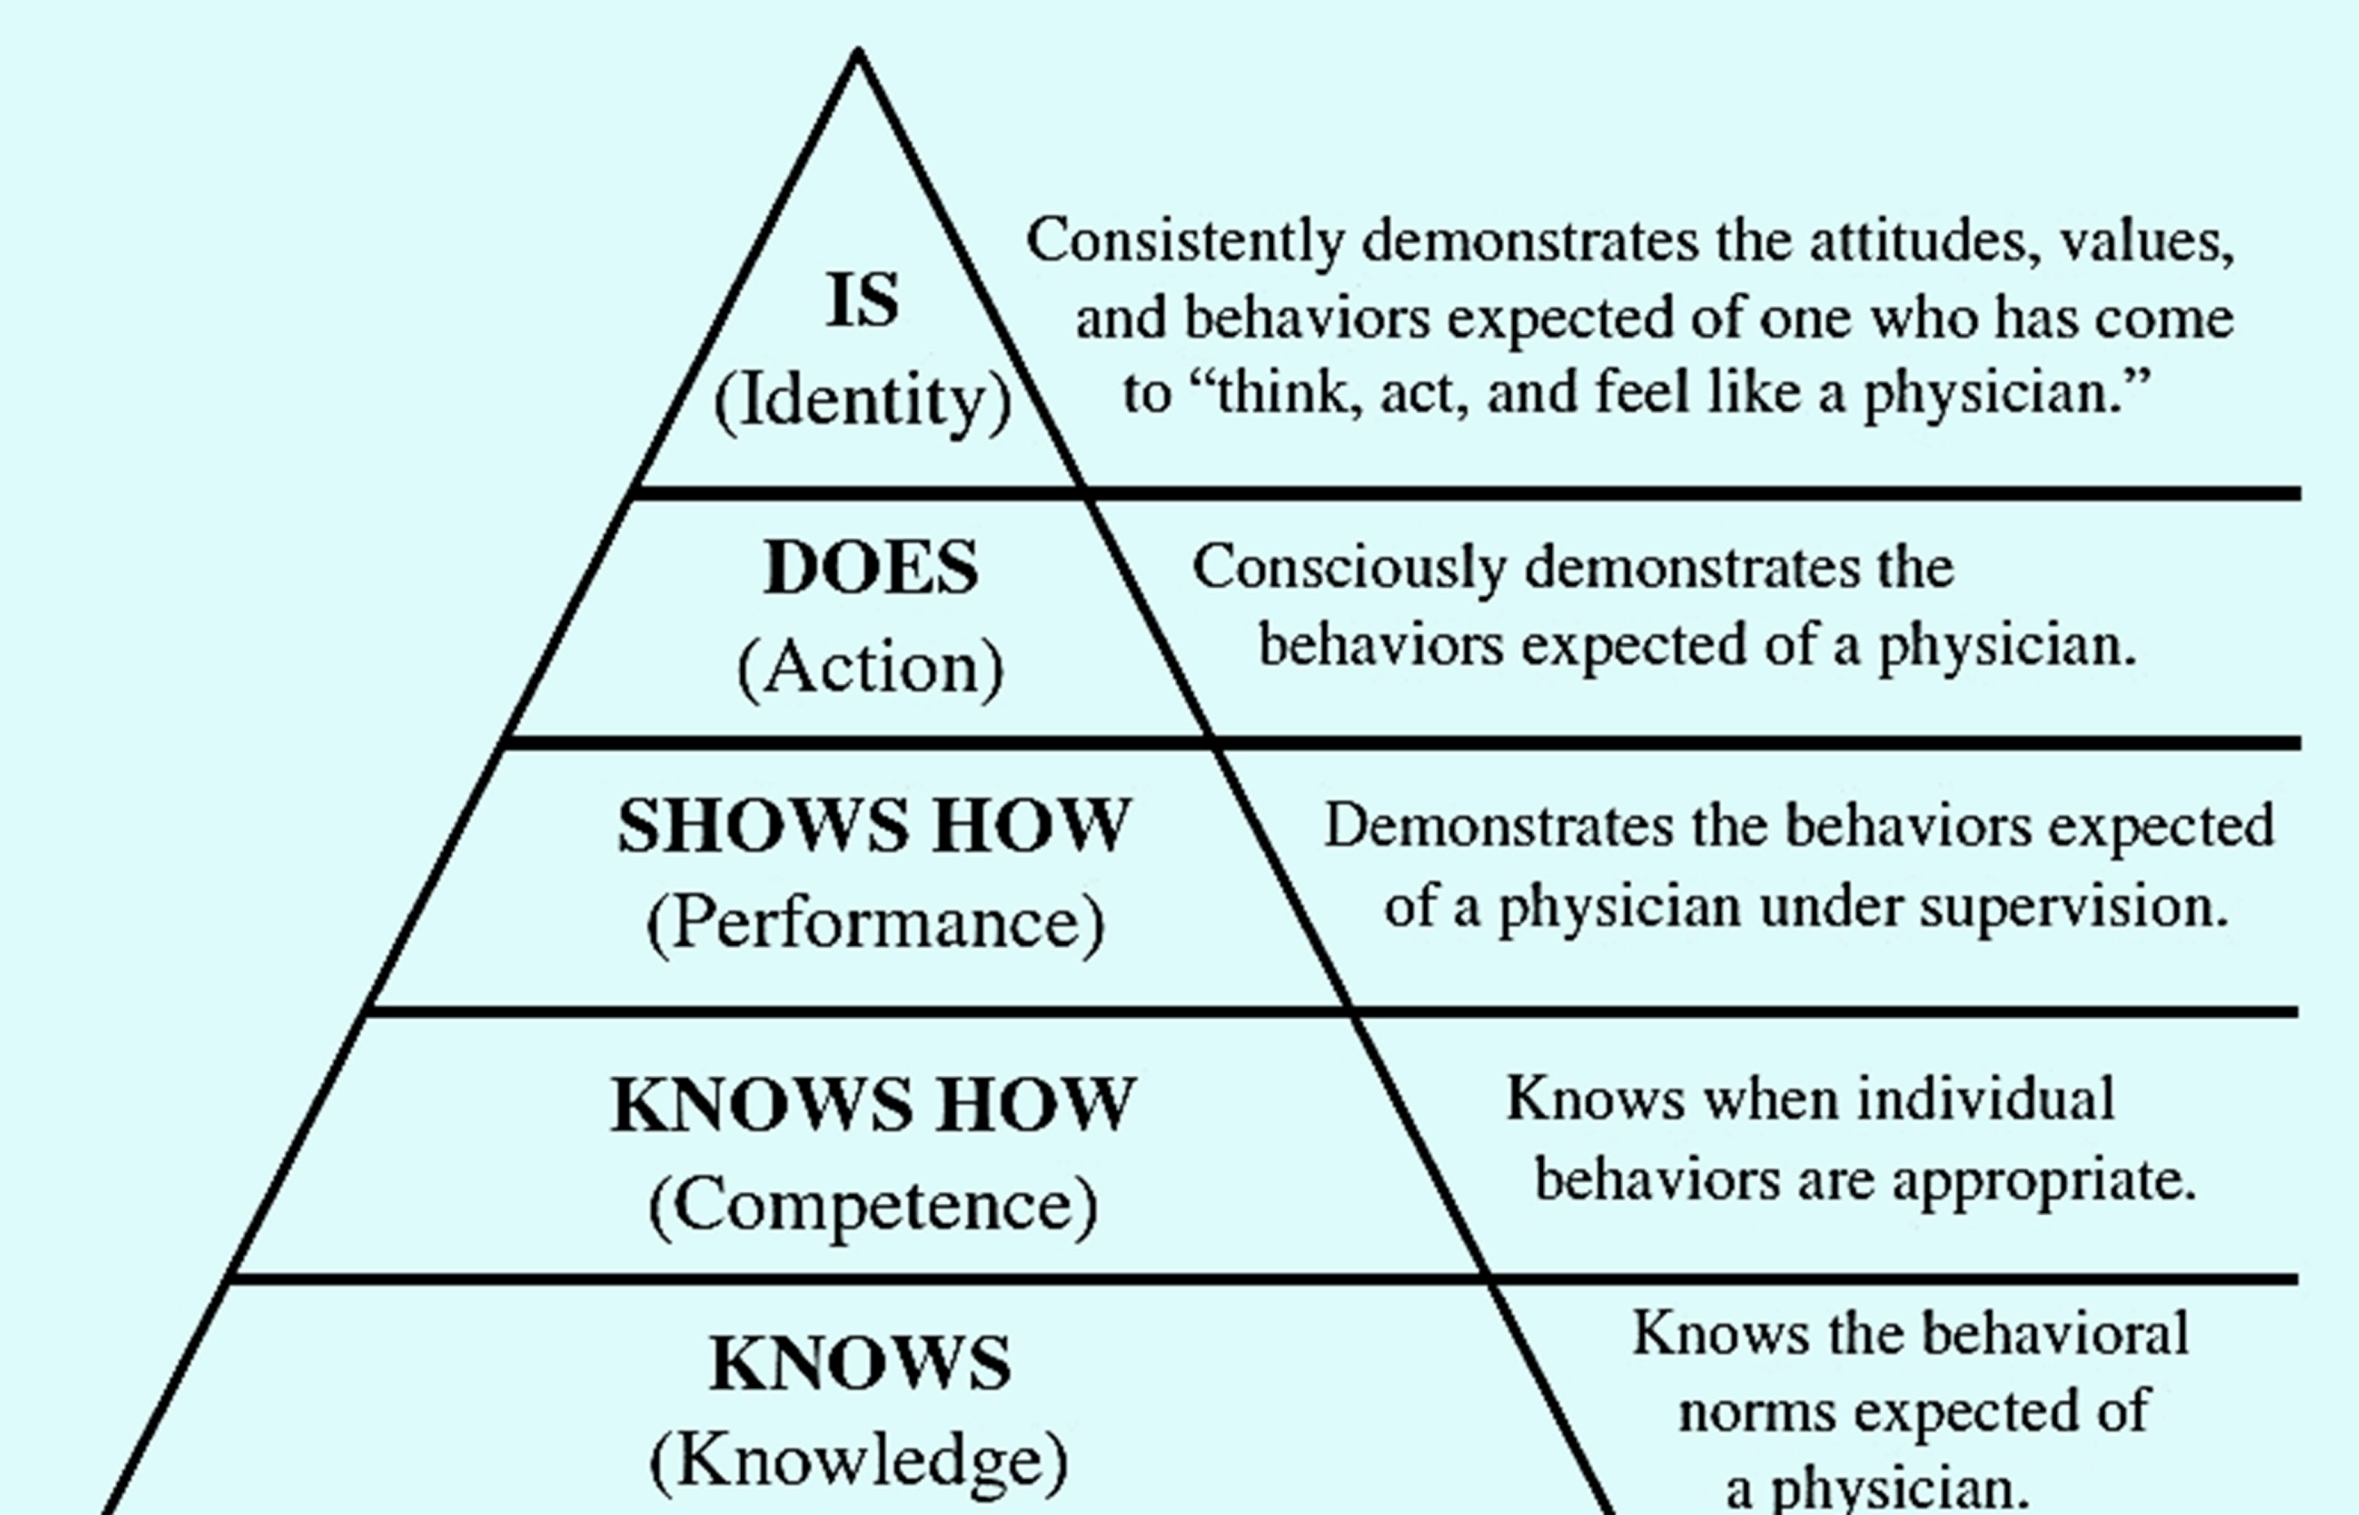 IS
(Identity)
Consistently demonstrates the attitudes, values,
and behaviors expected of one who has come
to “think, act, and feel like a physician.”
DOES
(Action)
Consciously demonstrates the
behaviors expected of a physician.
SHOWS HOW
(Performance)
Demonstrates the behaviors expected
of a physician under supervision.
KNOWS HOW
(Competence)
Knows when individual
behaviors are appropriate.
KNOWS
(Knowledge)
Knows the behavioral
norms expected of
a physician.